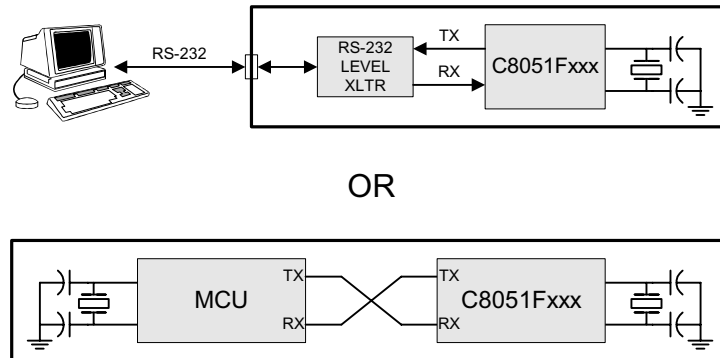 RS-232
RS-232
LEVEL
XLTR
TX
RX
C8051Fxxx
OR
MCU
TX
RX
TX
RX
C8051Fxxx